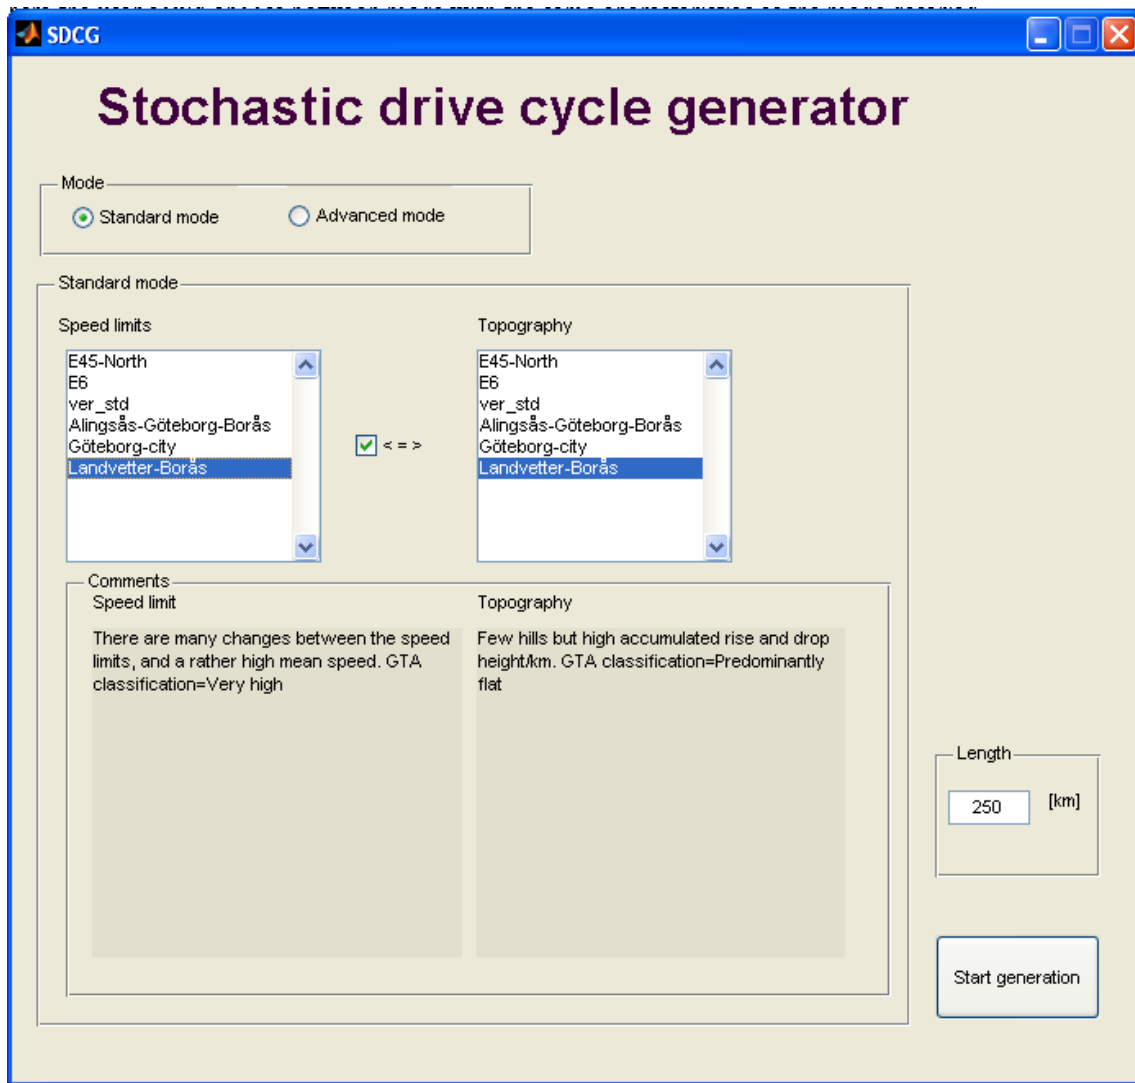 SDCG
Stochastic drive cycle generator
Mode
Standard mode
Advanced mode
Standard mode
Speed limits
E45-North
E6
ver_std
Alingsås-Göteborg-Borås
Göteborg-city
Landvetter-Borås
< = >
Topography
E45-North
E6
ver_std
Alingsås-Göteborg-Borås
Göteborg-city
Landvetter-Borås
Comments
Speed limit
There are many changes between the speed
limits, and a rather high mean speed. GTA
classification=Very high
Topography
Few hills but high accumulated rise and drop
height/km. GTA classification=Predominantly
flat
Length
250
[km]
Start generation